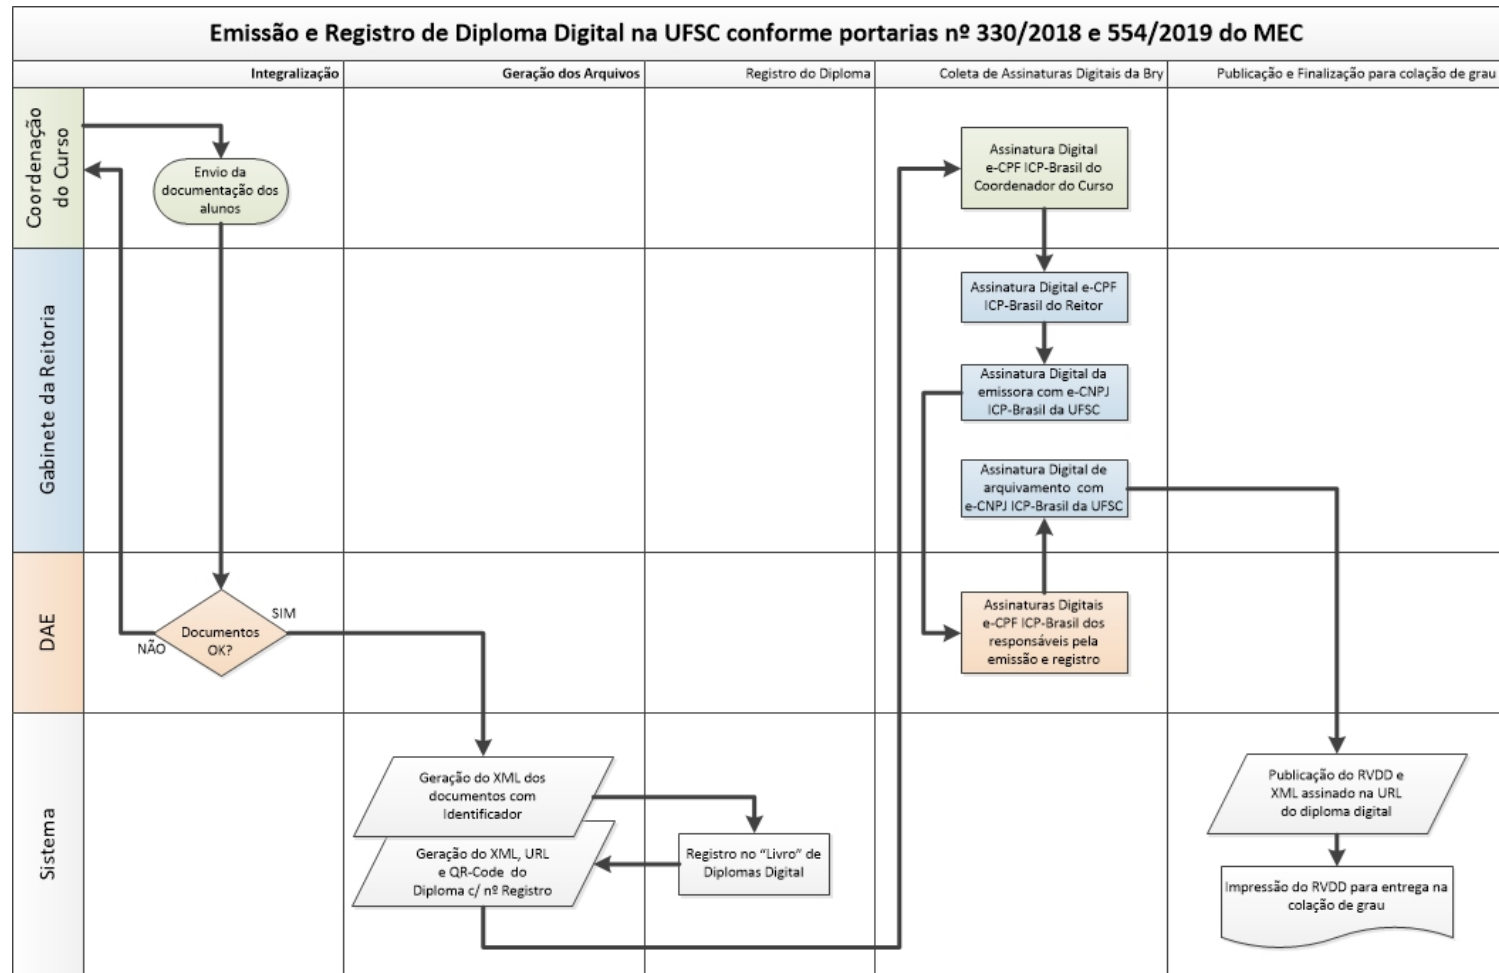 Emissão e Registro de Diploma Digital na UFSC conforme portarias nº 330/2018 e 554/2019 do MEC
Integralização
Geração dos Arquivos
Registro do Diploma
Coleta de Assinaturas Digitais da Bry
Publicação e Finalização para colação de grau
Coordenação
do Curso
Envio da
documentação dos
alunos
Assinatura Digital
e-CPF ICP-Brasil do
Coordenador do Curso
Gabinete da Reitoria
Assinatura Digital e-CPF
ICP-Brasil do Reitor
Assinatura Digital da
emissora com e-CNPJ
ICP-Brasil da UFSC
Assinatura Digital de
arquivamento com
e-CNPJ ICP-Brasil da UFSC
DAE
Documentos
OK?
SIM
NÃO
Assinaturas Digitais
e-CPF ICP-Brasil dos
responsáveis pela
emissão e registro
Sistema
Geração do XML dos
documentos com
Identificador
Geração do XML, URL
e QR-Code do
Diploma c/ nº Registro
Registro no “Livro” de
Diplomas Digital
Publicação do RVDD e
XML assinado na URL
do diploma digital
Impressão do RVDD para entrega na
colação de grau